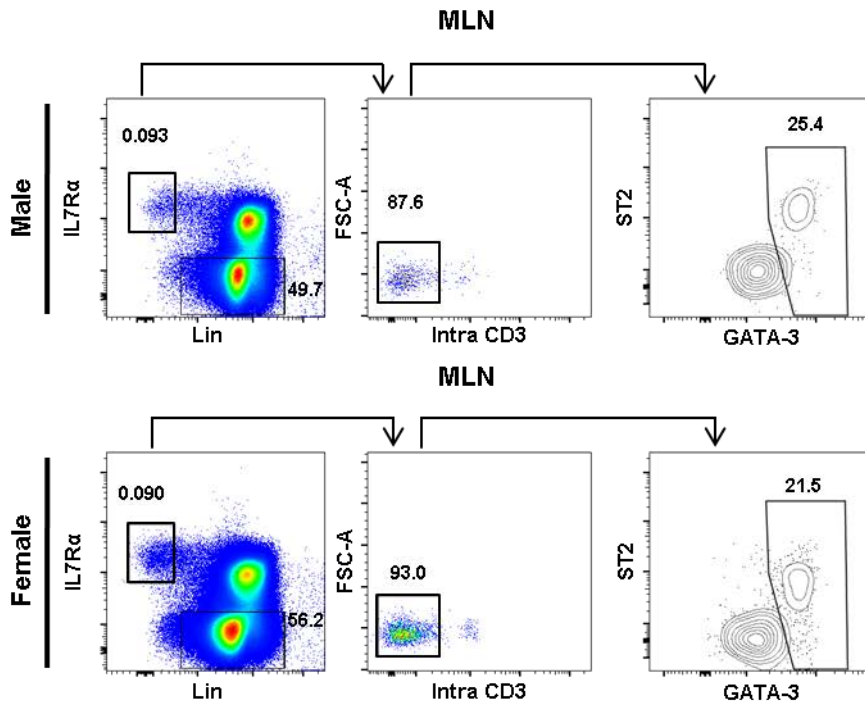 MLN
Male
IL7Rα
0.093
49.7
Lin
FSC-A
87.6
Intra CD3
ST2
25.4
GATA-3
MLN
Female
IL7Rα
0.090
56.2
Lin
FSC-A
93.0
Intra CD3
ST2
21.5
GATA-3